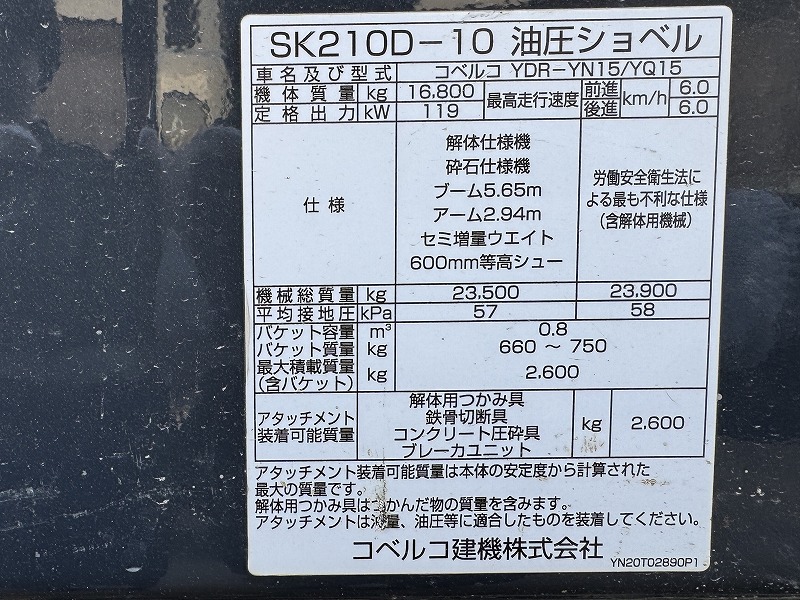 SK210D-10 油圧ショベル
車名及び型式 コベルコ YDR-YN15/YQ15
機体質量 kg 16,800 最高走行速度 前進 km/h 6.0
定格出力 kW 119 後進 6.0
仕様
解体仕様機
砕石仕様機
ブーム5.65m
アーム2.94m
セミ増量ウエイト
600mm等高シュー
労働安全衛生法に
よる最も不利な仕様
(含解体用機械)
機械総質量 kg 23,500 23,900
平均接地圧 kPa 57 58
バケット容量 m³ 0.8
バケット質量 kg 660 ~ 750
最大積載質量
(含バケット) kg 2,600
アタッチメント
装着可能質量
解体用つかみ具
鉄骨切断具
コンクリート圧砕具
ブレーカユニット
kg 2,600
アタッチメント装着可能質量は本体の安定度から計算された
最大の質量です。
解体用つかみ具はつかんだ物の質量を含みます。
アタッチメントは質量、油圧等に適合したものを装着してください。
コベルコ建機株式会社
YN20T02890P1